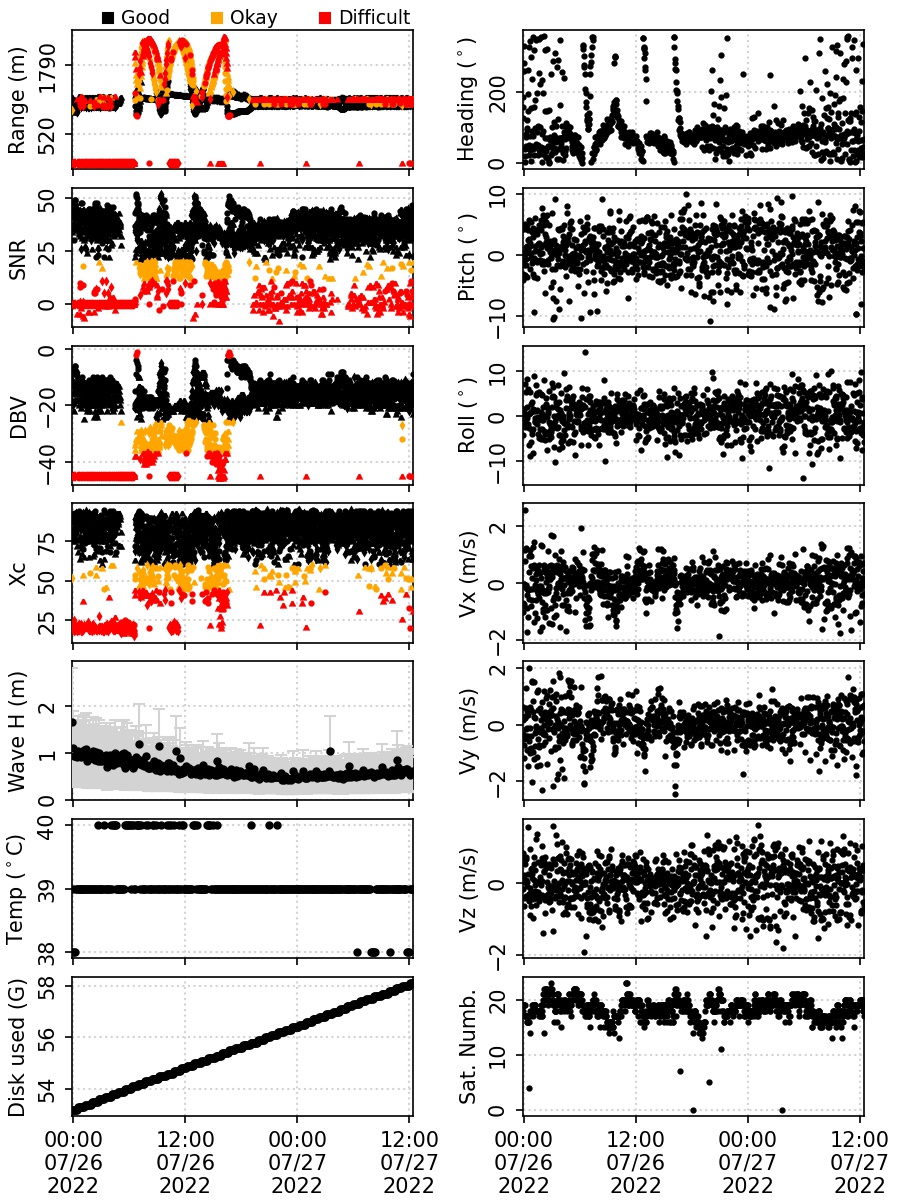 Good Okay Difficult
Range (m)
1790
520
Heading (°)
200
0
SNR
50
25
0
Pitch (°)
10
0
−10
DBV
0
−20
−40
Roll (°)
10
0
−10
Xc
75
50
25
Vx (m/s)
2
0
−2
Wave H (m)
2
1
0
Vy (m/s)
2
0
−2
Temp (°C)
40
39
38
Vz (m/s)
0
−2
Disk used (G)
58
56
54
Sat. Numb.
20
10
0
00:00 12:00 00:00 12:00
07/26 07/26 07/27 07/27
2022 2022 2022 2022
00:00 12:00 00:00 12:00
07/26 07/26 07/27 07/27
2022 2022 2022 2022